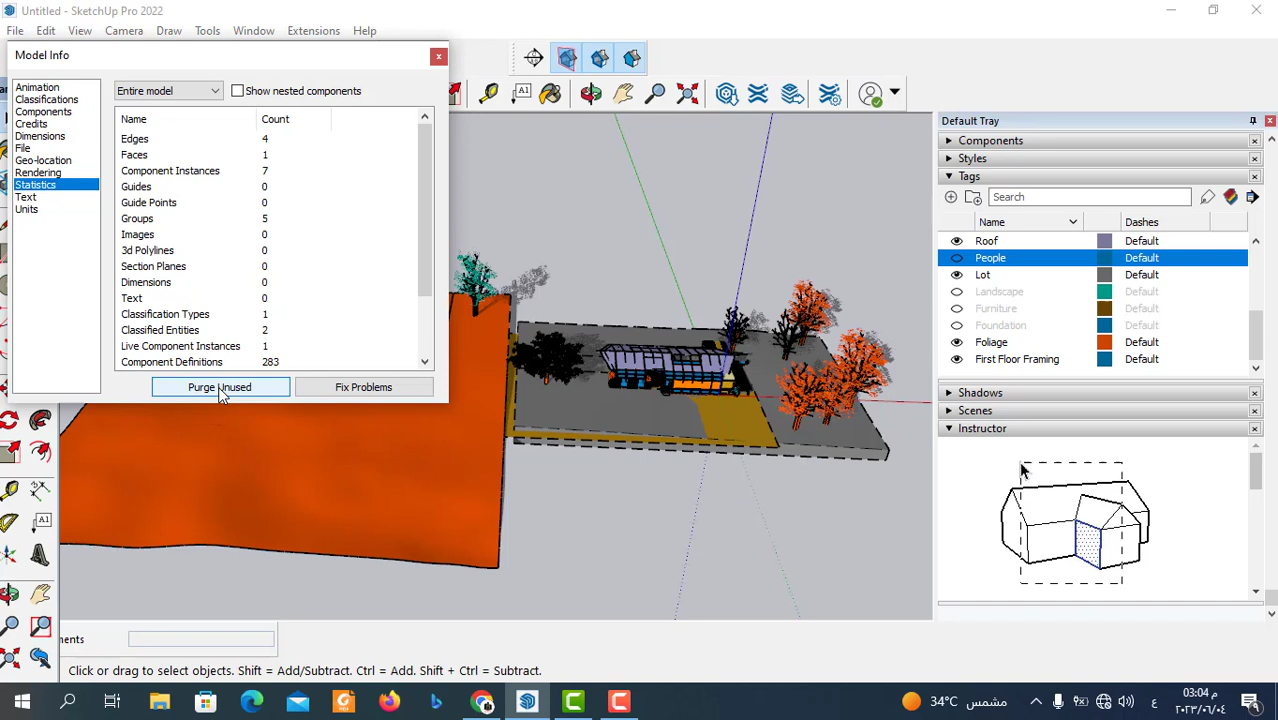 Untitled - SketchUp Pro 2022
File Edit View Camera Draw Tools Window Extensions Help
Model Info
Animation
Classifications
Components
Credits
Dimensions
File
Geo-location
Rendering
Statistics
Text
Units
Entire model
Show nested components
Name Count
Edges 4
Faces 1
Component Instances 7
Guides 0
Guide Points 0
Groups 5
Images 0
3d Polylines 0
Section Planes 0
Dimensions 0
Text 0
Classification Types 1
Classified Entities 2
Live Component Instances 1
Component Definitions 283
Purge Unused Fix Problems
A1
A1
Default Tray
Components
Styles
Tags
Search
Name Dashes
Roof Default
People Default
Lot Default
Landscape Default
Furniture Default
Foundation Default
Foliage Default
First Floor Framing Default
Shadows
Scenes
Instructor
ments
Click or drag to select objects. Shift = Add/Subtract. Ctrl = Add. Shift + Ctrl = Subtract.
34°C مشمس
ع
03:04 م